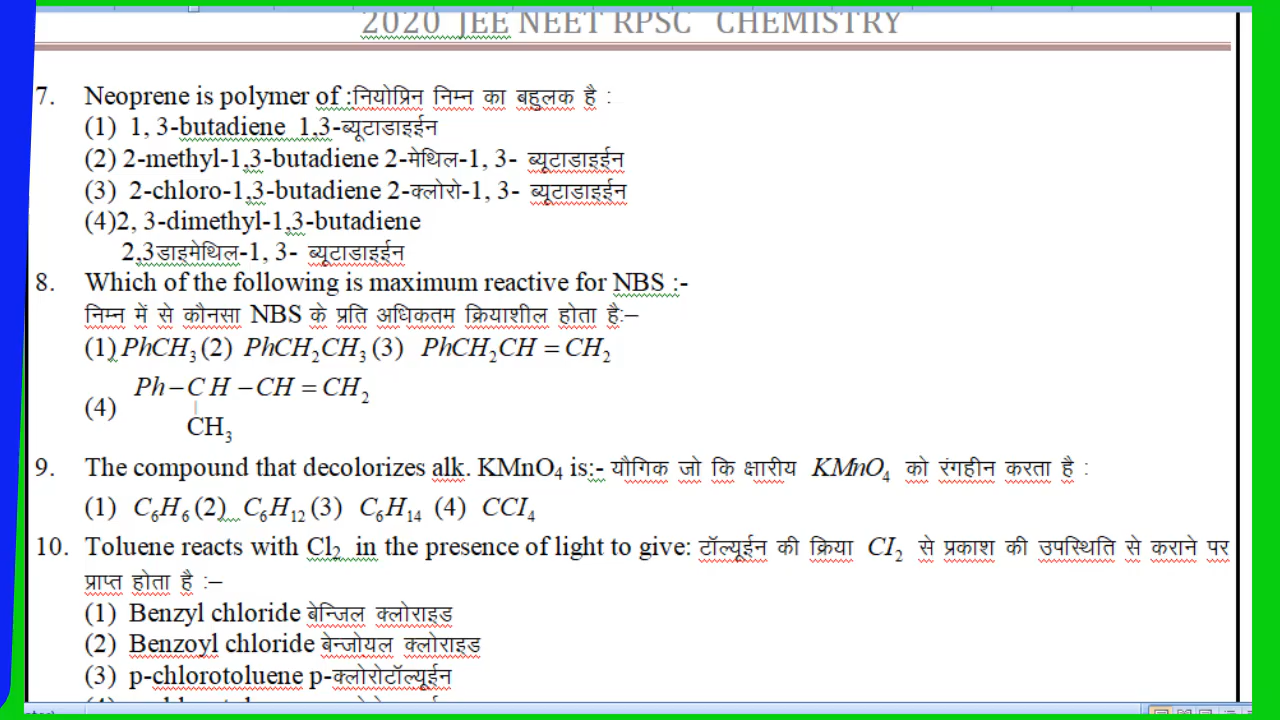 2020 JEE NEET RPSC CHEMISTRY
7. Neoprene is polymer of :नियोप्रिन निम्न का बहुलक है :
(1) 1, 3-butadiene 1,3-ब्यूटाडाइईन
(2) 2-methyl-1,3-butadiene 2-मेथिल-1, 3- ब्यूटाडाईईन
(3) 2-chloro-1,3-butadiene 2-क्लोरो-1, 3- ब्यूटाडाईईन
(4)2, 3-dimethyl-1,3-butadiene
2,3डाइमेथिल-1, 3- ब्यूटाडाइईन
8. Which of the following is maximum reactive for NBS :-
निम्न में से कौनसा NBS के प्रति अधिकतम क्रियाशील होता है:–
(1) PhCH₃ (2) PhCH₂CH₃ (3) PhCH₂CH = CH₂
Ph – C H – CH = CH₂
(4)
CH₃
9. The compound that decolorizes alk. KMnO₄ is:- यौगिक जो कि क्षारीय KMnO₄ को रंगहीन करता है :
(1) C₆H₆ (2) C₆H₁₂ (3) C₆H₁₄ (4) CCI₄
10. Toluene reacts with Cl₂ in the presence of light to give: टॉल्यूईन की क्रिया CI₂ से प्रकाश की उपस्थिति से कराने पर
प्राप्त होता है :–
(1) Benzyl chloride बेन्जिल क्लोराइड
(2) Benzoyl chloride बेन्जोयल क्लोराइड
(3) p-chlorotoluene p-क्लोरोटॉल्यूईन